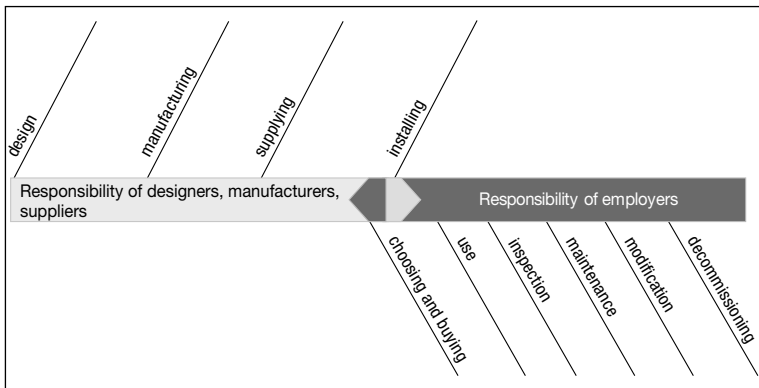 design
manufacturing
supplying
installing
Responsibility of designers, manufacturers,
suppliers
Responsibility of employers
choosing and buying
use
inspection
maintenance
modification
decommissioning